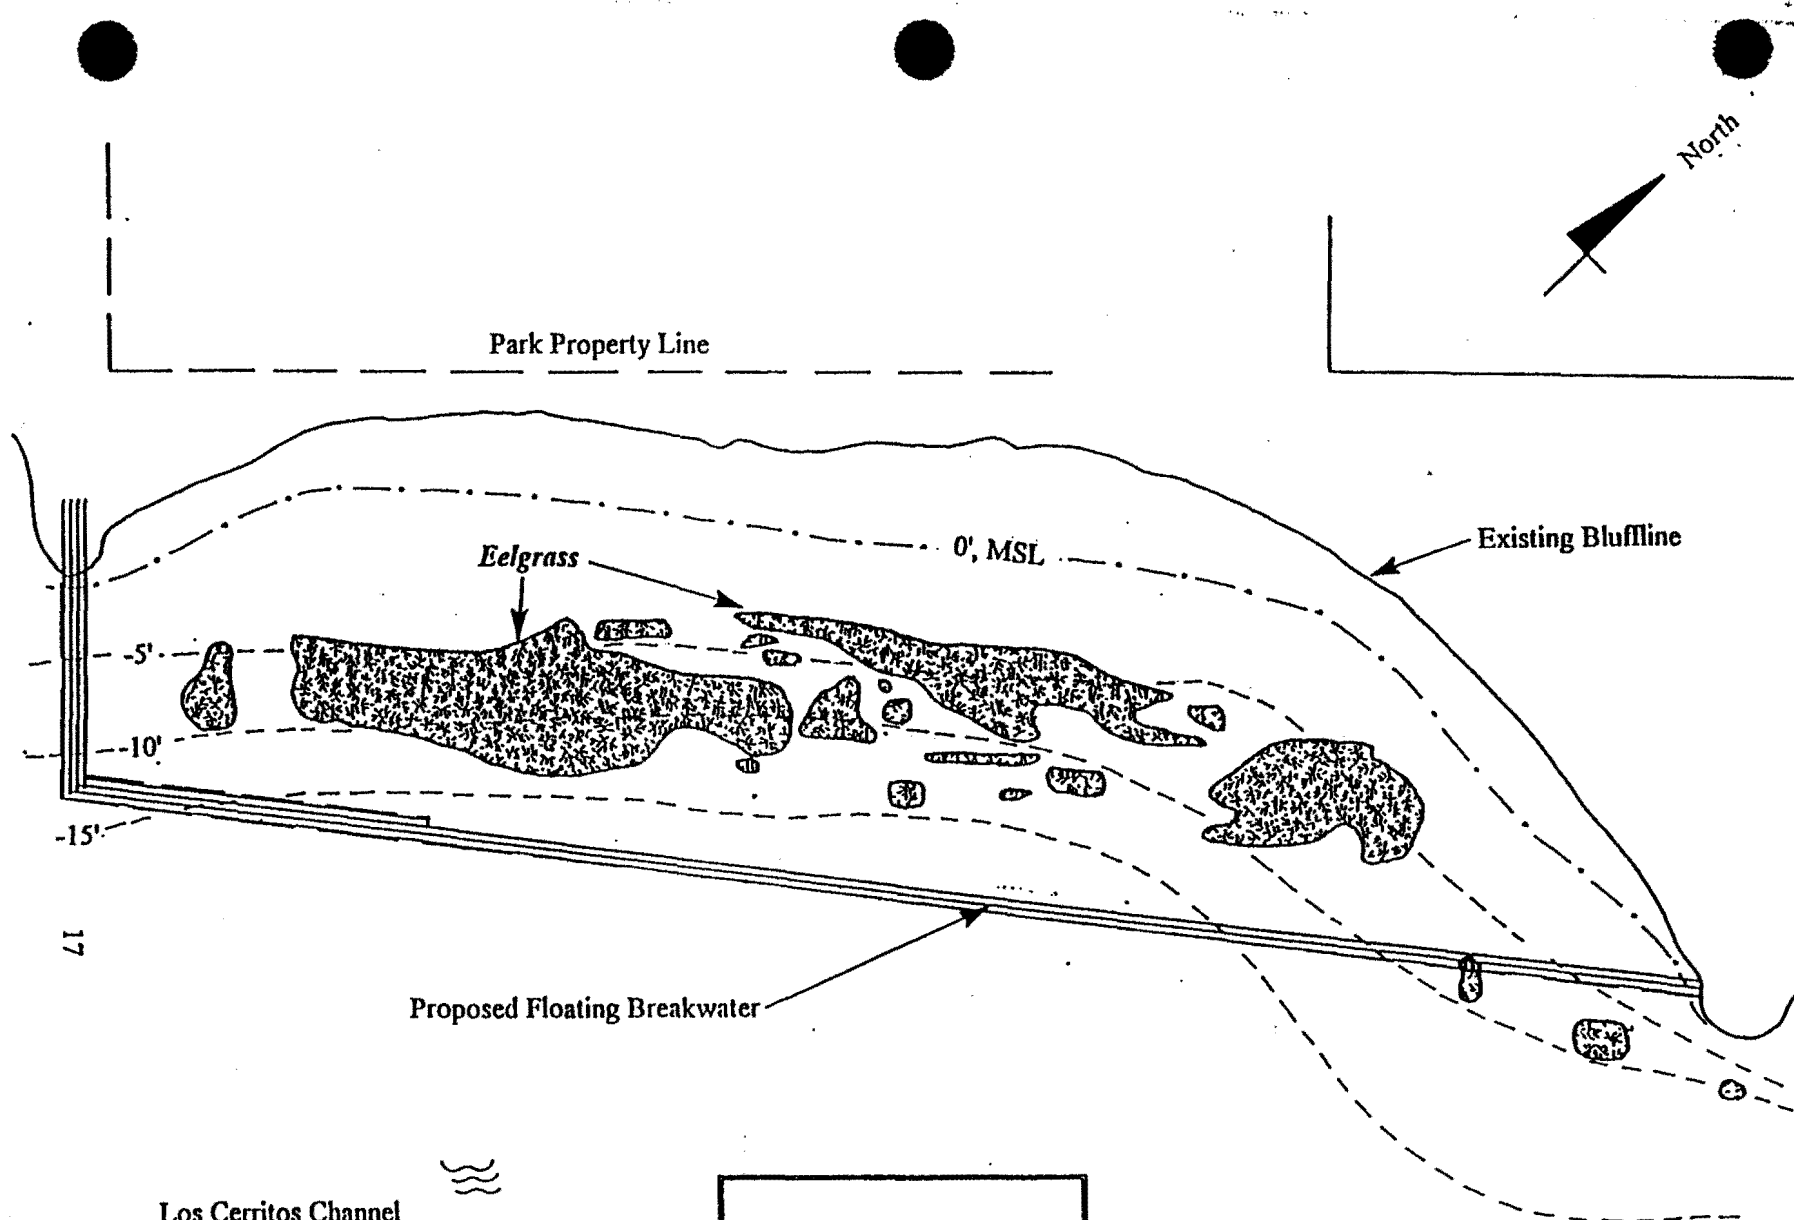 North
Park Property Line
Existing Bluffline
0', MSL
Eelgrass
-5'
-10'
-15'
17
Proposed Floating Breakwater
Los Cerritos Channel